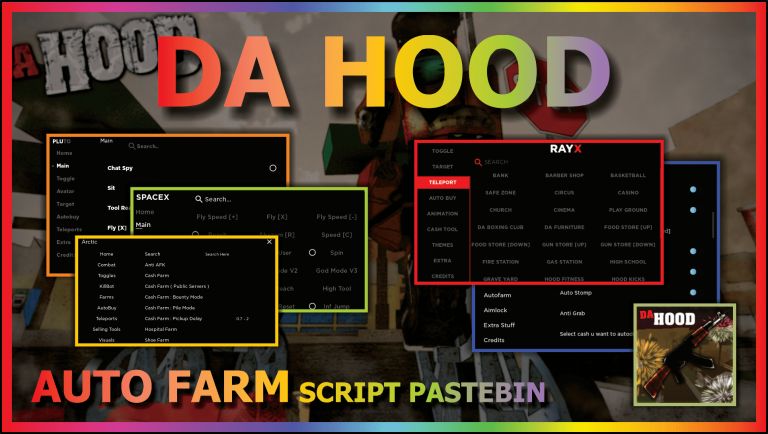 DA HOOD
DA HOOD
PLUTO
Main
Search..
Home
Main
Toggle
Avatar
Target
Autobuy
Teleports
Extra
Credit
Chat Spy
Sit
Fly [X]
SPACEX
Search...
Home
Main
Fly Speed [+]
Fly [X]
Fly Speed [-]
Speed [C]
Spin
God Mode V3
High Tool
Inf Jump
Arctic
Home
Search
Search Here
Combat
Anti AFK
Toggles
Cash Farm
AltBot
Cash Farm ( Public Servers )
Farms
Cash Farm : Bounty Mode
AutoBuy
Cash Farm : Pile Mode
Teleports
Cash Farm : Pickup Delay
0.7 - 2
Selling Tools
Hospital Farm
Visuals
Shoe Farm
RAYX
SEARCH
TOGGLE
TARGET
TELEPORT
AUTO BUY
ANIMATION
CASH TOOL
THEMES
EXTRA
CREDITS
BANK
BARBER SHOP
BASKETBALL
SAFE ZONE
CIRCUS
CASINO
CHURCH
CINEMA
PLAY GROUND
DA BOXING CLUB
DA FURNITURE
FOOD STORE [UP]
FOOD STORE [DOWN]
GUN STORE [UP]
GUN STORE [DOWN]
FIRE STATION
GAS STATION
HIGH SCHOOL
GRAVE YARD
HOOD FITNESS
HOOD KICKS
Autofarm
Auto Stomp
Aimlock
Anti Grab
Extra Stuff
Select cash u want to autod
Credits
DA HOOD
AUTO FARM SCRIPT PASTEBIN